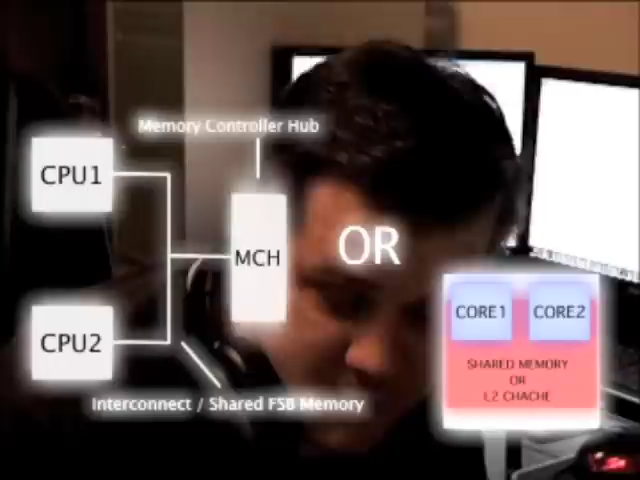 Memory Controller Hub
CPU1
MCH
OR
CPU2
Interconnect / Shared FSB Memory
CORE1
CORE2
SHARED MEMORY
OR
L2 CHACHE